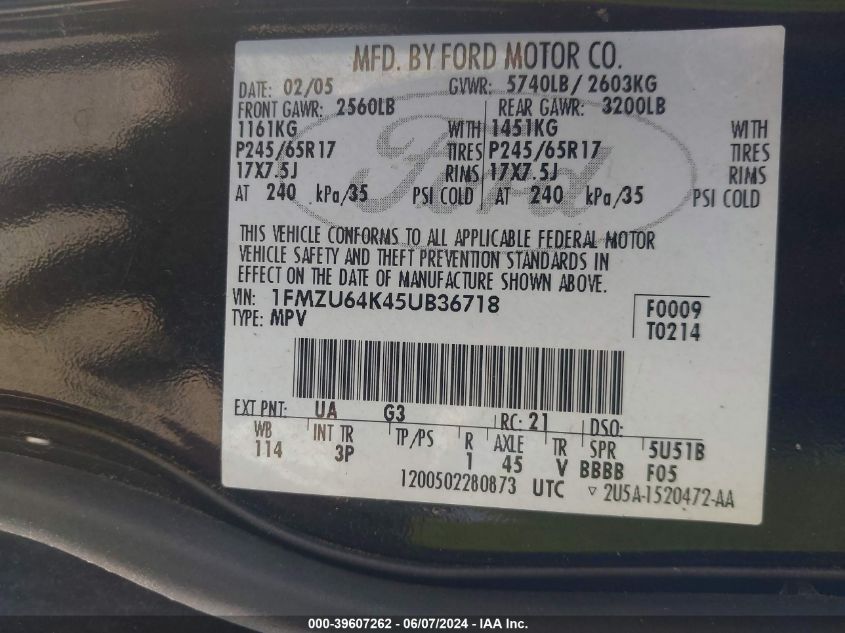 MFD. BY FORD MOTOR CO.
DATE: 02/05 GVWR: 5740LB/ 2603KG
FRONT GAWR: 2560LB REAR GAWR: 3200LB
1161KG WITH 1451KG WITH
P245/65R17 TIRES P245/65R17 TIRES
17X7.5J RIMS 17X7.5J RIMS
AT 240 kPa/35 PSI COLD AT 240 kPa/35 PSI COLD
Ford
THIS VEHICLE CONFORMS TO ALL APPLICABLE FEDERAL MOTOR
VEHICLE SAFETY AND THEFT PREVENTION STANDARDS IN
EFFECT ON THE DATE OF MANUFACTURE SHOWN ABOVE.
VIN: 1FMZU64K45UB36718 F0009
TYPE: MPV T0214
EXT PNT: UA G3 RC: 21 DSO:
WB INT TR TP/PS R AXLE TR SPR 5U51B
114 3P 1 45 V BBBB F05
1200502280873 UTC ▽ 2U5A-1520472-AA
000-39607262 - 06/07/2024 - IAA Inc.